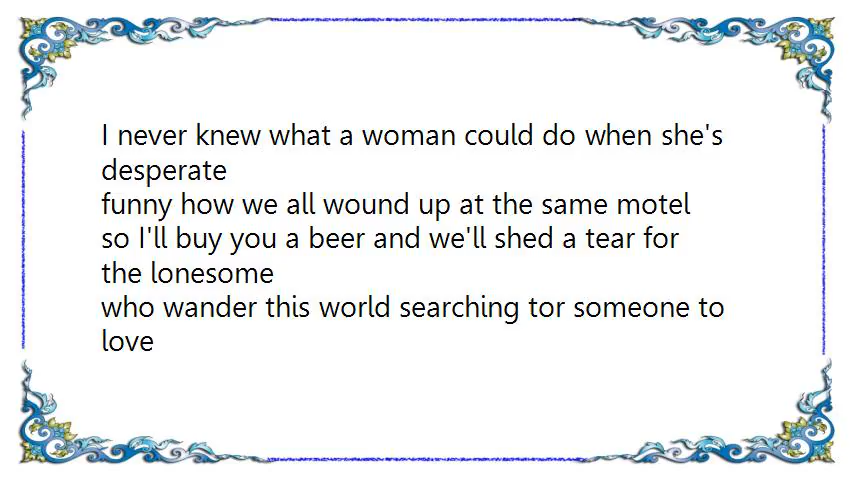 I never knew what a woman could do when she's
desperate
funny how we all wound up at the same motel
so I'll buy you a beer and we'll shed a tear for
the lonesome
who wander this world searching tor someone to
love